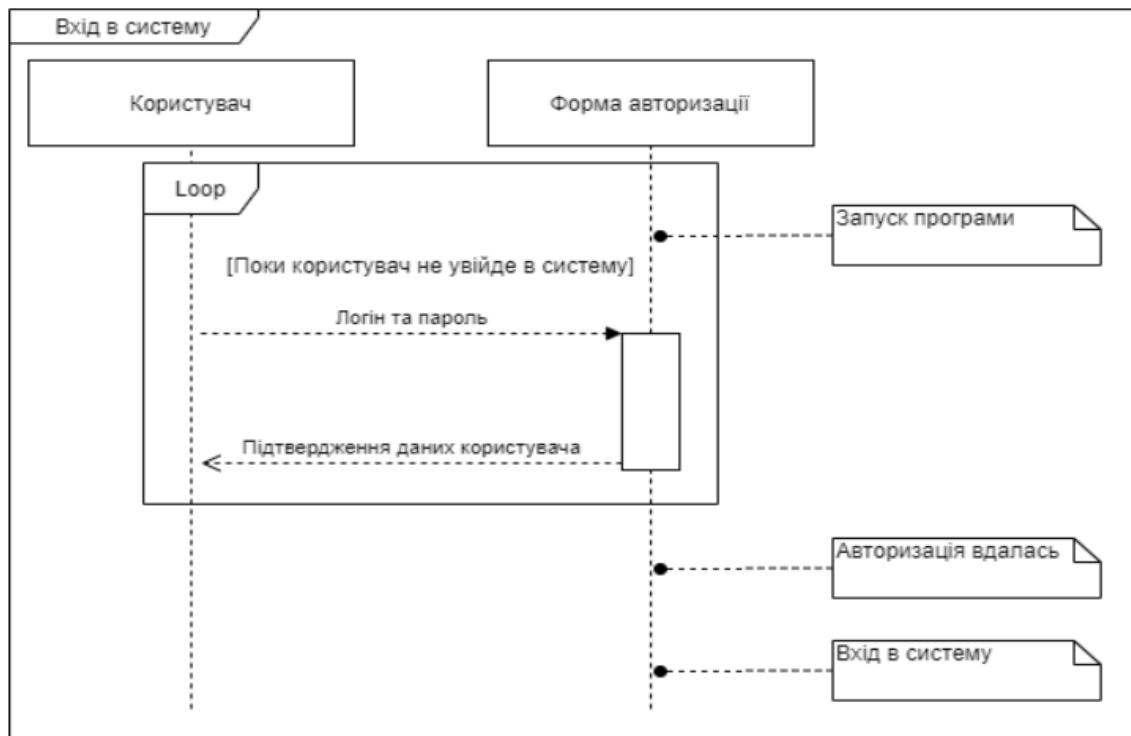 Вхід в систему
Користувач
Форма авторизації
Loop
Запуск програми
[Поки користувач не увійде в систему]
Логін та пароль
Підтвердження даних користувача
Авторизація вдалась
Вхід в систему